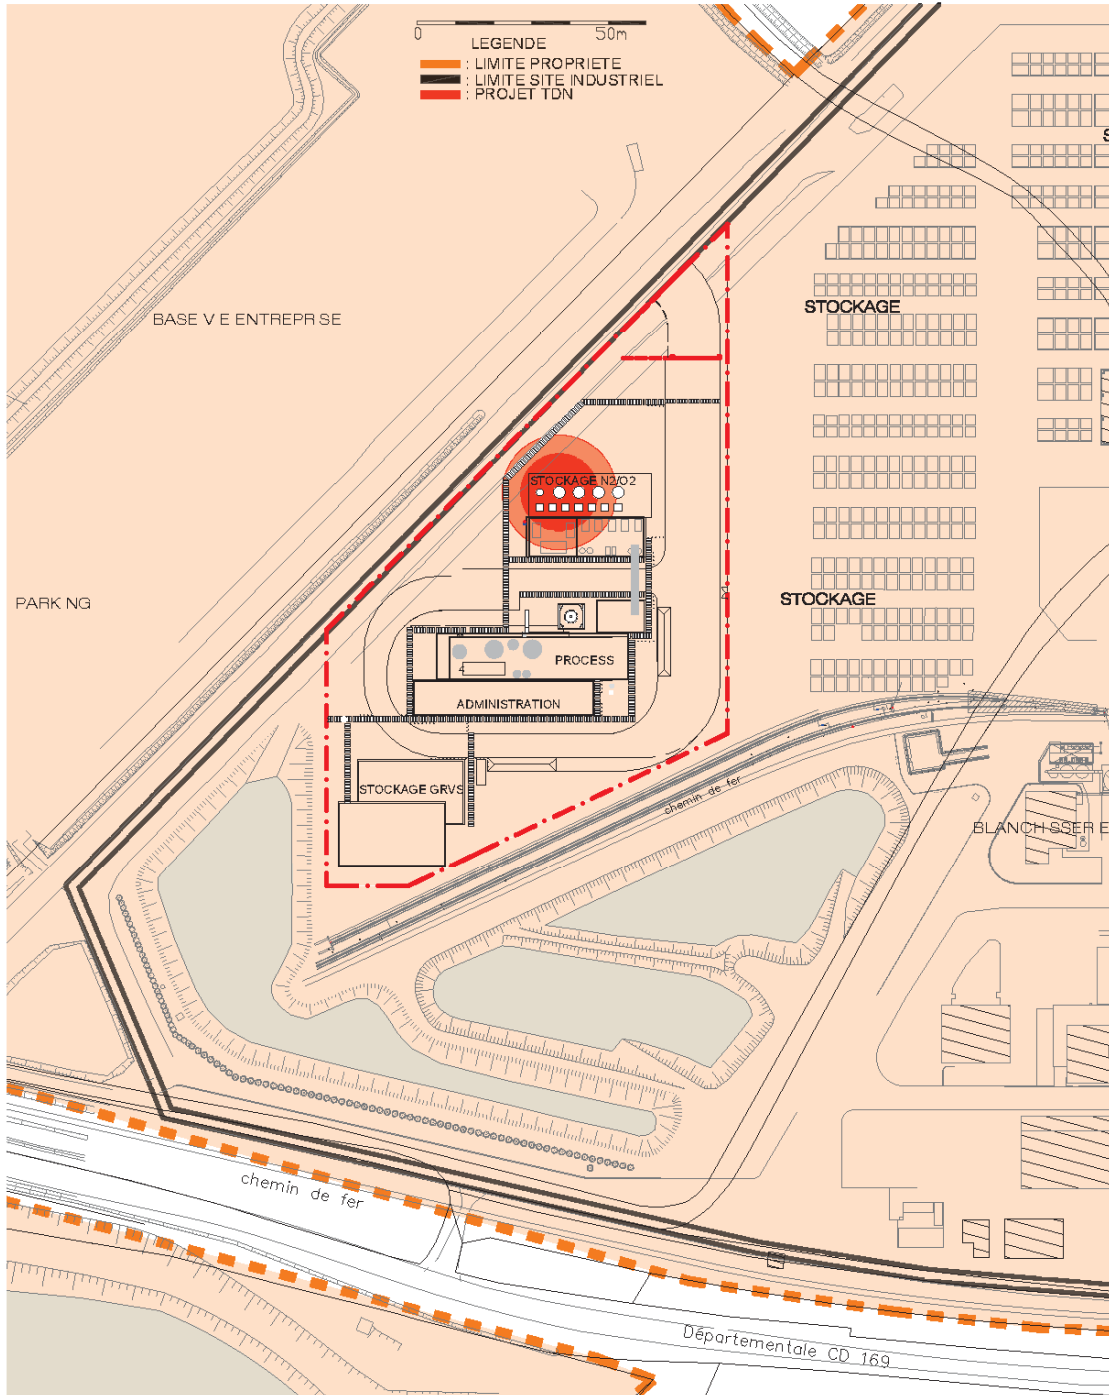 0 50m
LEGENDE
: LIMITE PROPRIETE
: LIMITE SITE INDUSTRIEL
: PROJET TDN
S
STOCKAGE
BASE V E ENTREPR SE
STOCKAGE N2/O2
STOCKAGE
PARK NG
PROCESS
4
ADMINISTRATION
STOCKAGE GRVS
chemin de fer
BLANCH SSER E
chemin de fer
Départementale CD 169